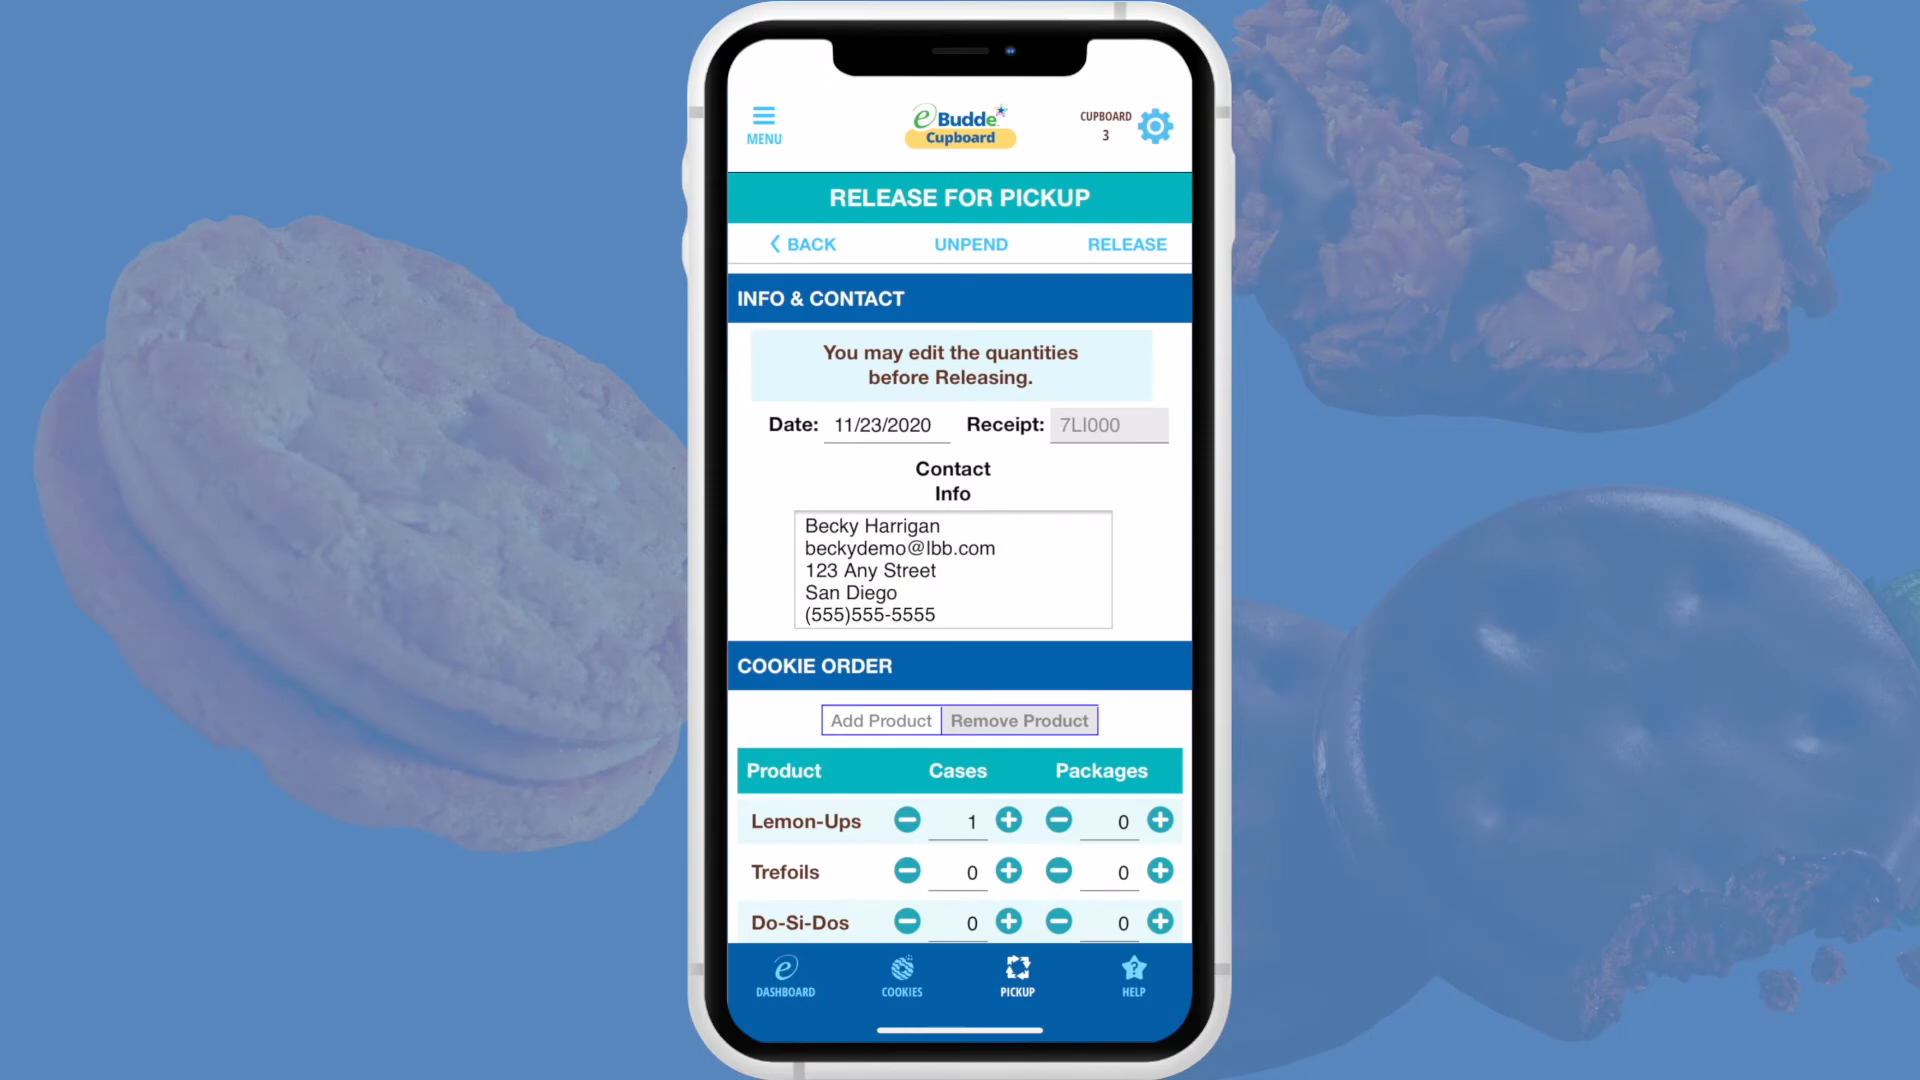 MENU
eBudde
Cupboard
CUPBOARD
3
RELEASE FOR PICKUP
BACK UNPEND RELEASE
INFO & CONTACT
You may edit the quantities
before Releasing.
Date: 11/23/2020 Receipt: 7LI000
Contact
Info
Becky Harrigan
beckydemo@lbb.com
123 Any Street
San Diego
(555)555-5555
COOKIE ORDER
Add Product Remove Product
Product Cases Packages
Lemon-Ups 1 0
Trefoils 0 0
Do-Si-Dos 0 0
DASHBOARD COOKIES PICKUP HELP